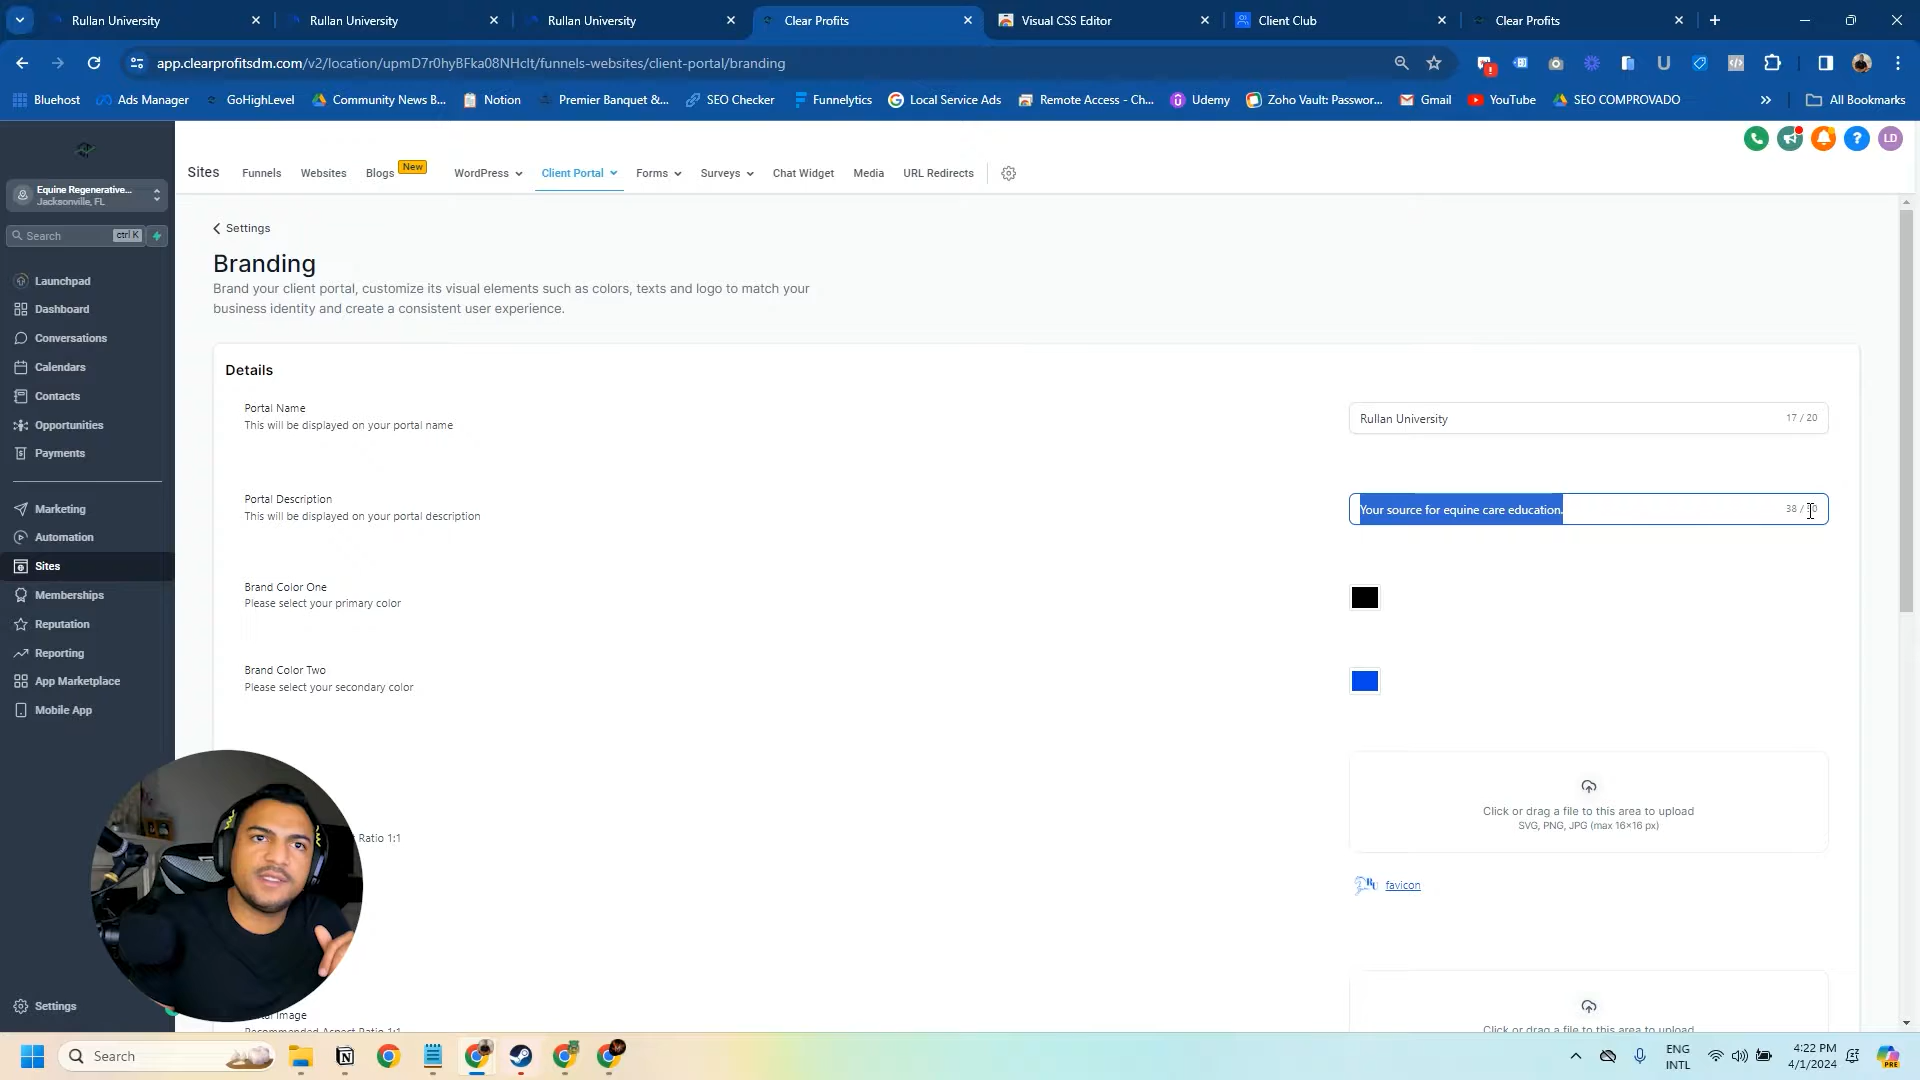 Rullan University
Rullan University
Rullan University
Clear Profits
Visual CSS Editor
Client Club
Clear Profits
app.clearprofitsdm.com/v2/location/upmD7r0hyBFka08NHclt/funnels-websites/client-portal/branding
Bluehost
Ads Manager
GoHighLevel
Community News B...
Notion
Premier Banquet &...
SEO Checker
Funnelytics
Local Service Ads
Remote Access - Ch...
Udemy
Zoho Vault: Passwor...
Gmail
YouTube
SEO COMPROVADO
All Bookmarks
LD
Equine Regenerative...
Jacksonville, FL
Search
ctrl K
Launchpad
Dashboard
Conversations
Calendars
Contacts
Opportunities
Payments
Marketing
Automation
Sites
Memberships
Reputation
Reporting
App Marketplace
Mobile App
Settings
Sites
Funnels
Websites
Blogs
New
WordPress
Client Portal
Forms
Surveys
Chat Widget
Media
URL Redirects
Settings
Branding
Brand your client portal, customize its visual elements such as colors, texts and logo to match your
business identity and create a consistent user experience.
Details
Portal Name
This will be displayed on your portal name
Rullan University
17 / 20
Portal Description
This will be displayed on your portal description
Your source for equine care education.
38 /
Brand Color One
Please select your primary color
Brand Color Two
Please select your secondary color
Ratio 1:1
Click or drag a file to this area to upload
SVG, PNG, JPG (max 16×16 px)
favicon
Image
Recommended Aspect Ratio 1:1
Click or drag a file to this area to upload
Search
ENG
INTL
4:22 PM
4/1/2024
PRE